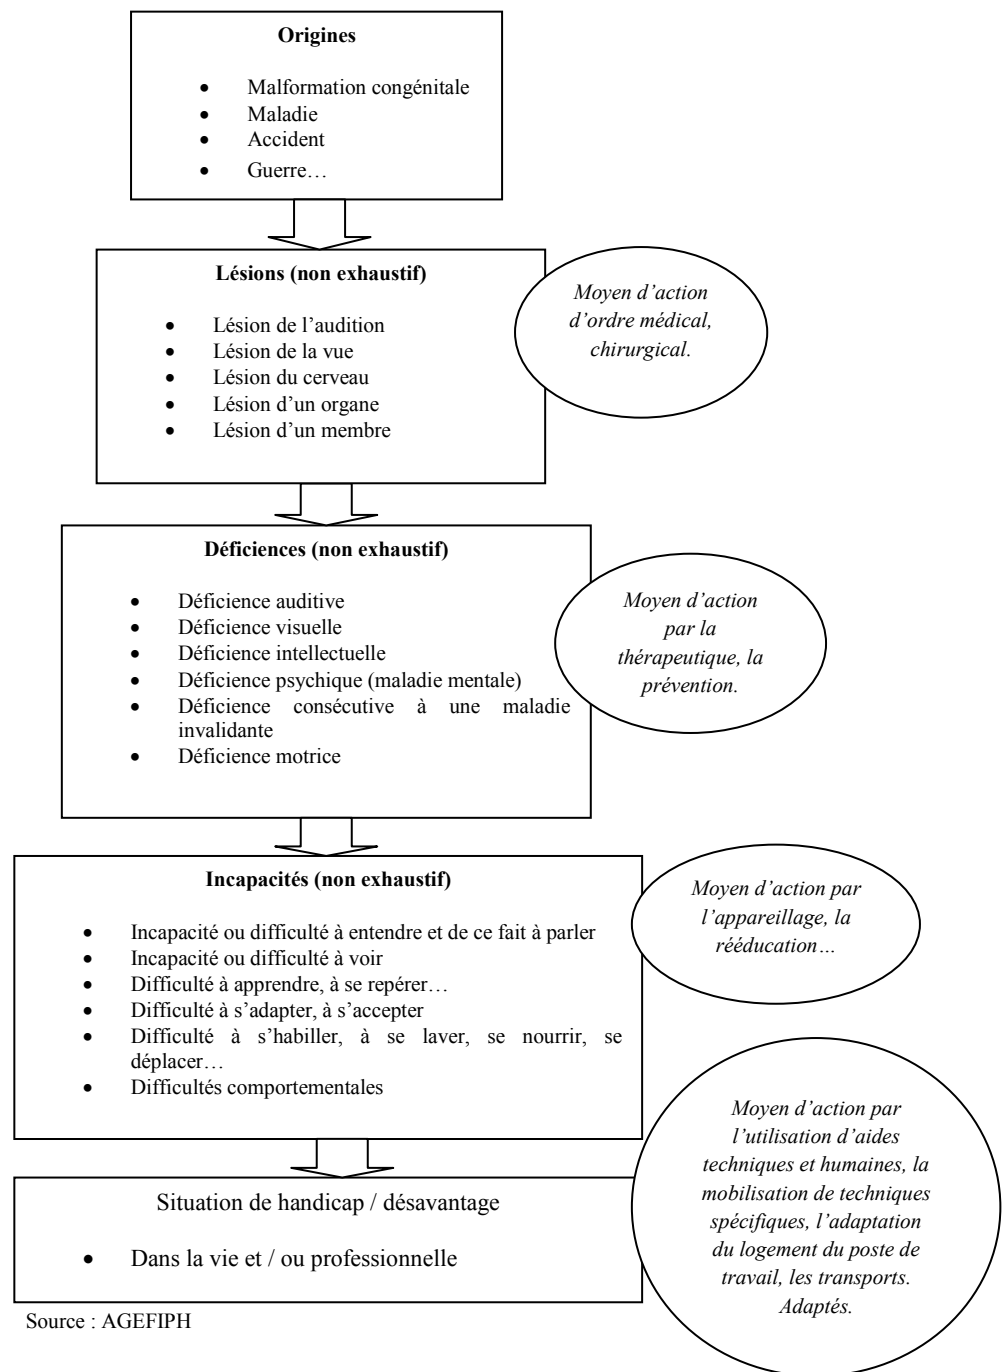 Origines
• Malformation congénitale
• Maladie
• Accident
• Guerre…
Lésions (non exhaustif)
• Lésion de l’audition
• Lésion de la vue
• Lésion du cerveau
• Lésion d’un organe
• Lésion d’un membre
Moyen d’action
d’ordre médical,
chirurgical.
Déficiences (non exhaustif)
• Déficience auditive
• Déficience visuelle
• Déficience intellectuelle
• Déficience psychique (maladie mentale)
• Déficience consécutive à une maladie
invalidante
• Déficience motrice
Moyen d’action
par la
thérapeutique, la
prévention.
Incapacités (non exhaustif)
• Incapacité ou difficulté à entendre et de ce fait à parler
• Incapacité ou difficulté à voir
• Difficulté à apprendre, à se repérer…
• Difficulté à s’adapter, à s’accepter
• Difficulté à s’habiller, à se laver, se nourrir, se
déplacer…
• Difficultés comportementales
Moyen d’action par
l’appareillage, la
rééducation…
Situation de handicap / désavantage
• Dans la vie et / ou professionnelle
Moyen d’action par
l’utilisation d’aides
techniques et humaines, la
mobilisation de techniques
spécifiques, l’adaptation
du logement du poste de
travail, les transports.
Adaptés.
Source : AGEFIPH